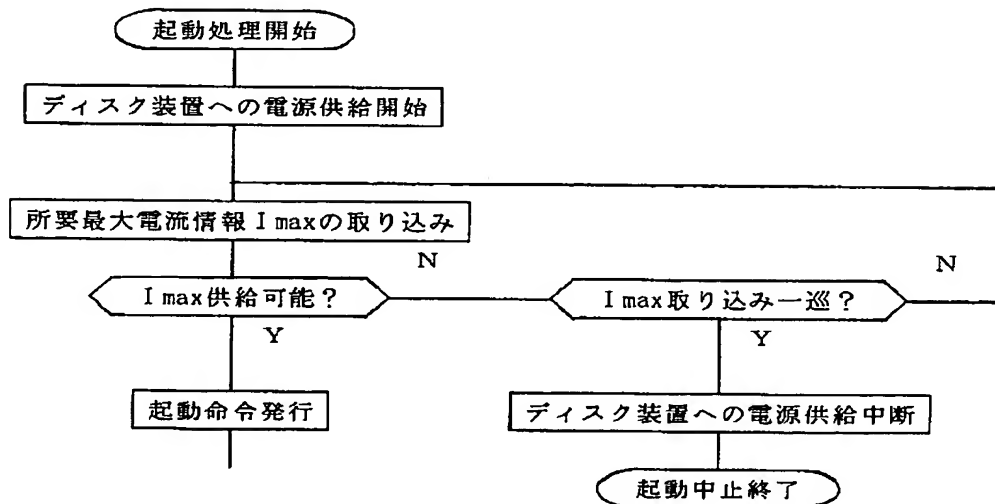 起動処理開始
ディスク装置への電源供給開始
所要最大電流情報Imaxの取り込み
N
N
Imax供給可能?
Imax取り込み一巡?
Y
Y
起動命令発行
ディスク装置への電源供給中断
起動中止終了